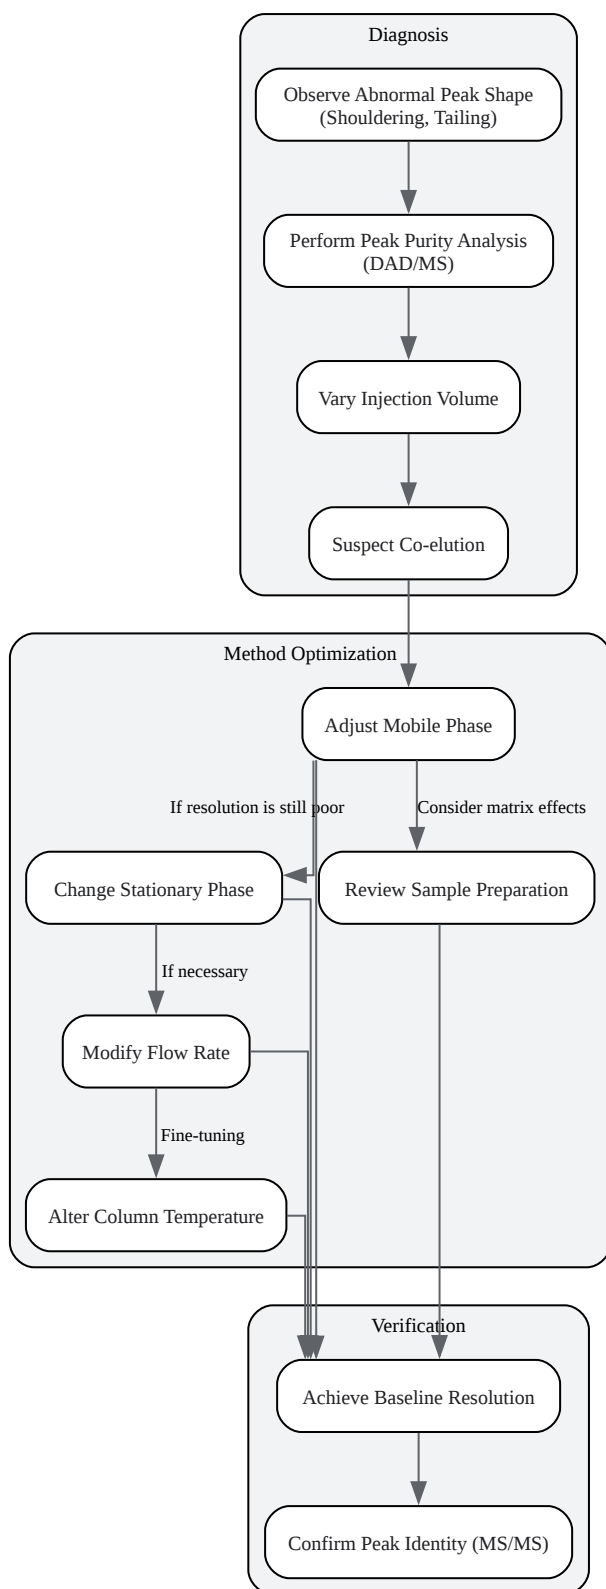 Diagnosis
Observe Abnormal Peak Shape
(Shouldering, Tailing)
Perform Peak Purity Analysis
(DAD/MS)
Vary Injection Volume
Suspect Co-elution
Method Optimization
Adjust Mobile Phase
If resolution is still poor
Consider matrix effects
Change Stationary Phase
Review Sample Preparation
If necessary
Modify Flow Rate
Fine-tuning
Alter Column Temperature
Verification
Achieve Baseline Resolution
Confirm Peak Identity (MS/MS)